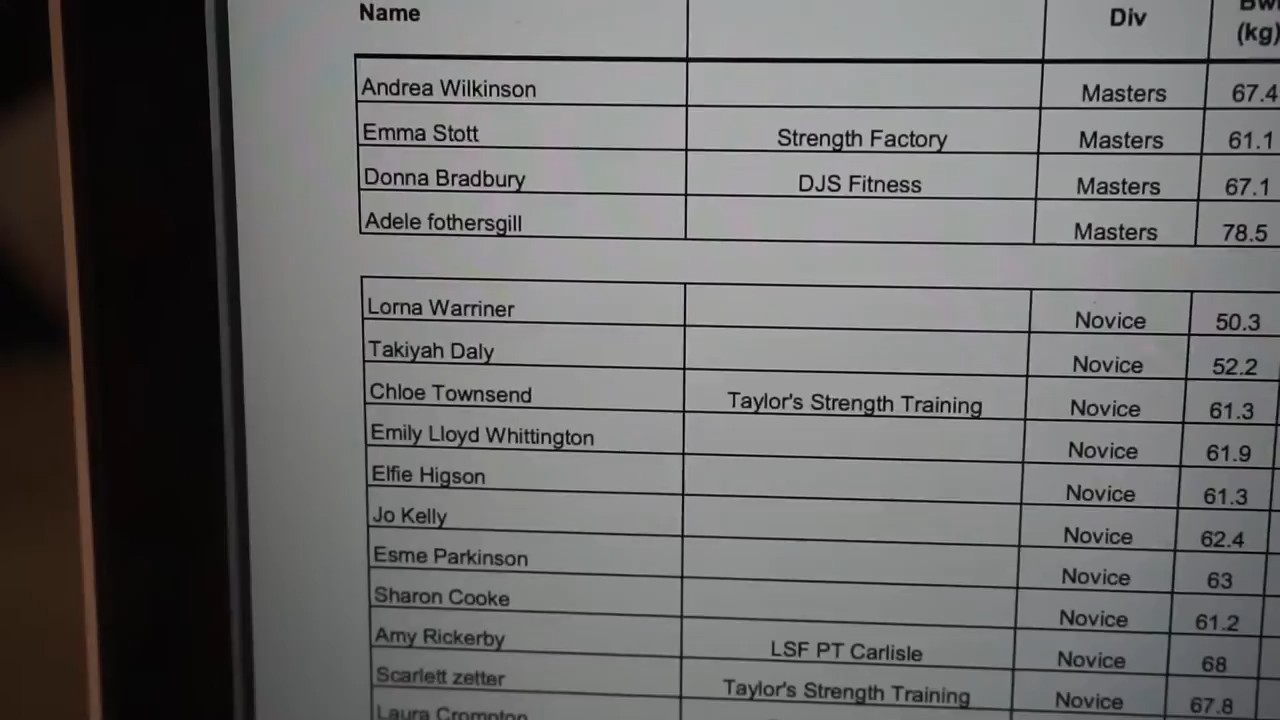 Name Div Bwt (kg)
Andrea Wilkinson Masters 67.4
Emma Stott Strength Factory Masters 61.1
Donna Bradbury DJS Fitness Masters 67.1
Adele fothersgill Masters 78.5
Lorna Warriner Novice 50.3
Takiyah Daly Novice 52.2
Chloe Townsend Taylor's Strength Training Novice 61.3
Emily Lloyd Whittington Novice 61.9
Elfie Higson Novice 61.3
Jo Kelly Novice 62.4
Esme Parkinson Novice 63
Sharon Cooke Novice 61.2
Amy Rickerby LSF PT Carlisle Novice 68
Scarlett zetter Taylor's Strength Training Novice 67.8
Laura Crompton